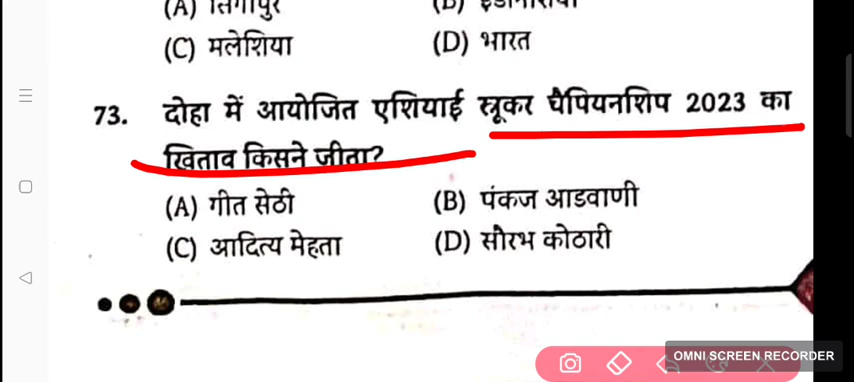 (A) सिंगापुर
(C) मलेशिया (D) भारत
73. दोहा में आयोजित एशियाई स्नूकर चैंपियनशिप 2023 का
खिताब किसने जीता?
(A) गीत सेठी (B) पंकज आडवाणी
(C) आदित्य मेहता (D) सौरभ कोठारी
OMNI SCREEN RECORDER